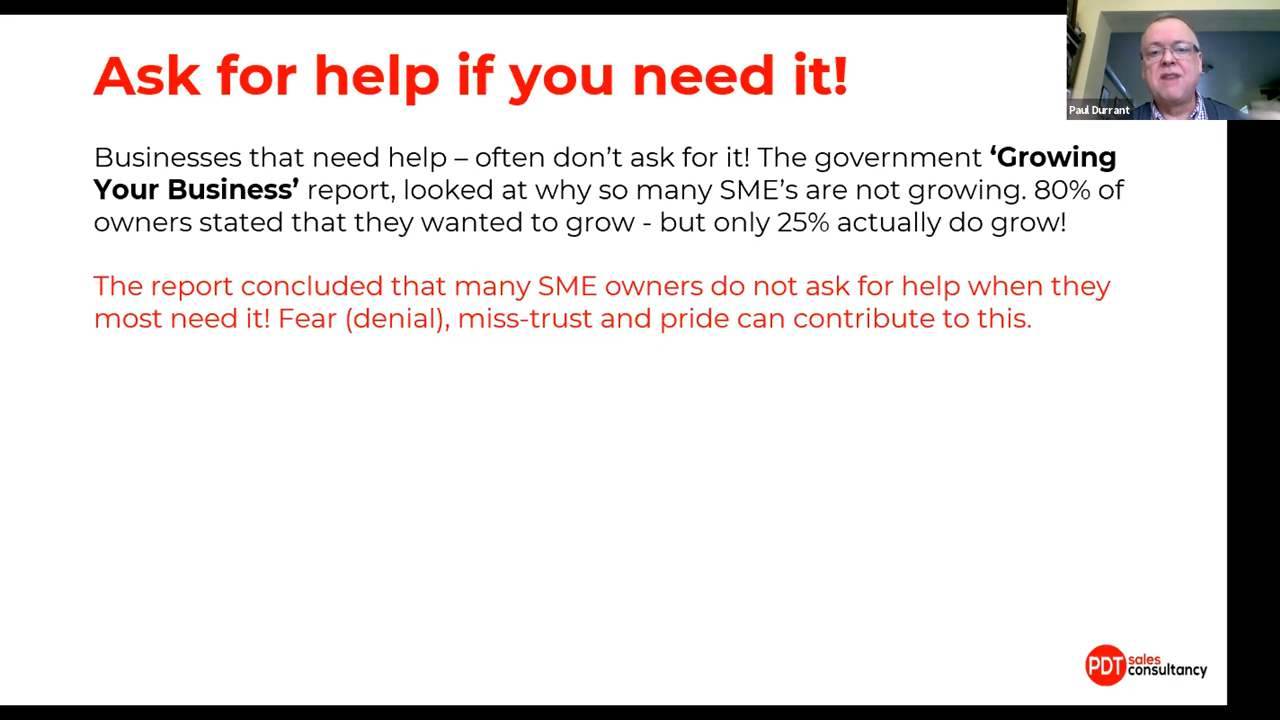 Ask for help if you need it!
Paul Durrant
Businesses that need help – often don’t ask for it! The government ‘Growing
Your Business’ report, looked at why so many SME’s are not growing. 80% of
owners stated that they wanted to grow - but only 25% actually do grow!
The report concluded that many SME owners do not ask for help when they
most need it! Fear (denial), miss-trust and pride can contribute to this.
PDT sales
consultancy